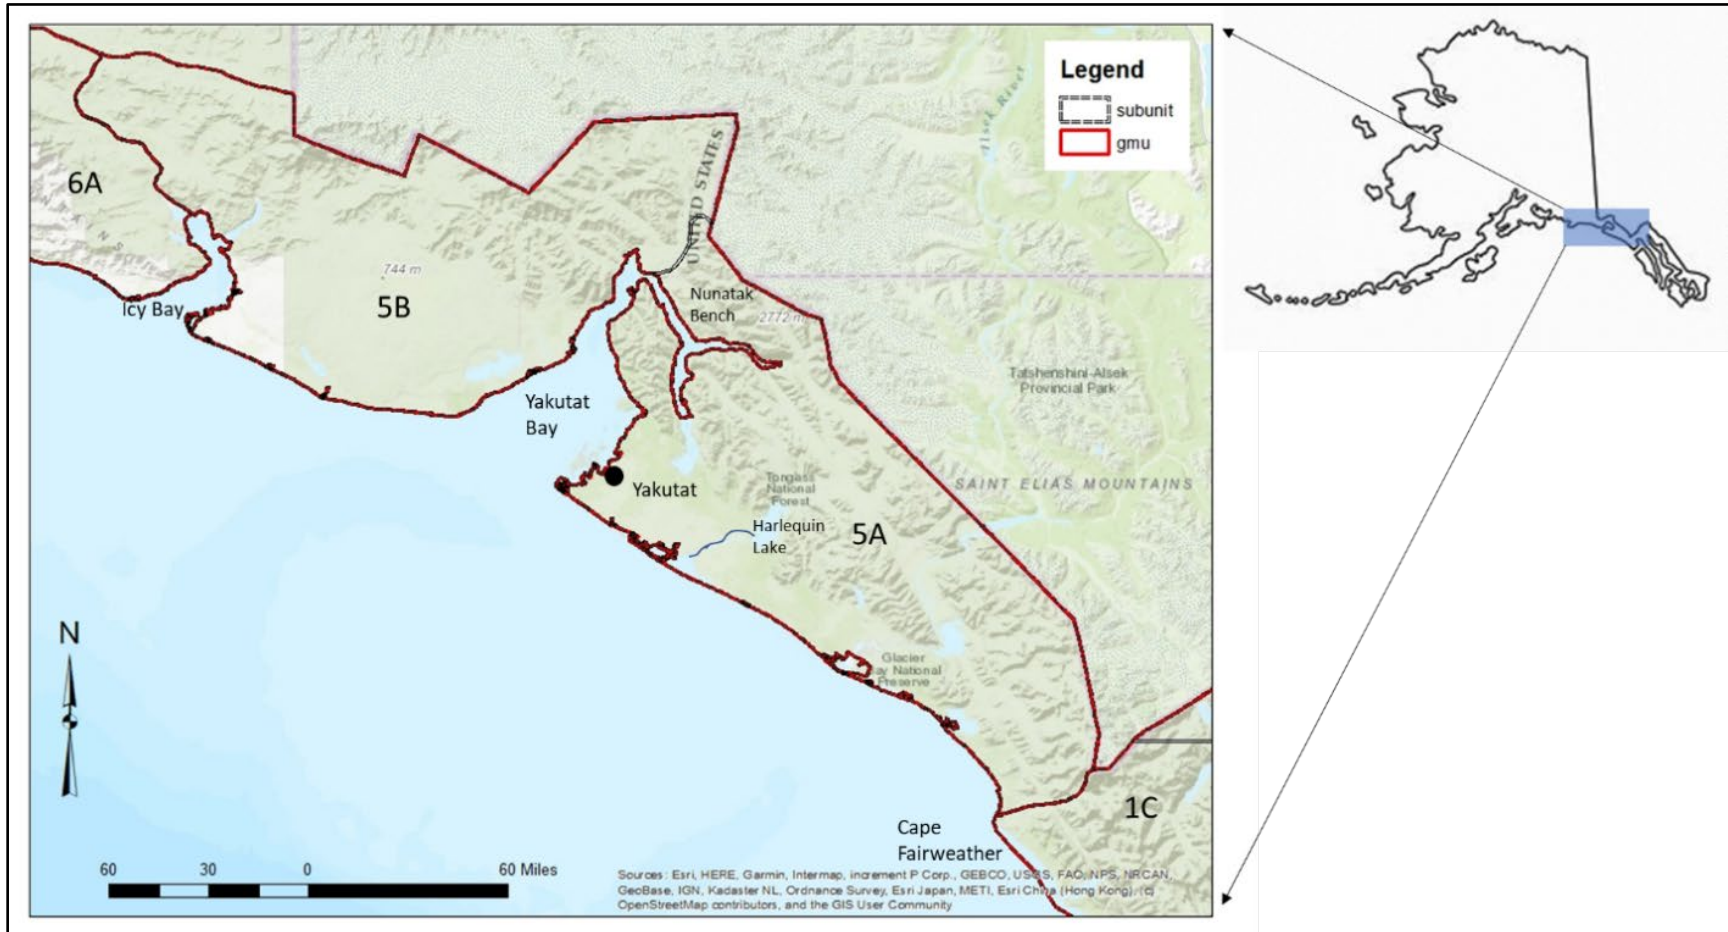 Legend
subunit
gmu
Alsek River
UNITED STATES
6A
744 m
5B
Icy Bay
Nunatak
Bench
2772 m
Tatshenshini-Alsek
Provincial Park
Yakutat
Bay
Yakutat
Tongass
National
Forest
SAINT ELIAS MOUNTAINS
Harlequin
Lake
5A
Glacier
Bay National
Preserve
N
1C
Cape
Fairweather
60 30 0 60 Miles
Sources: Esri, HERE, Garmin, Intermap, increment P Corp., GEBCO, USGS, FAO, NPS, NRCAN,
GeoBase, IGN, Kadaster NL, Ordnance Survey, Esri Japan, METI, Esri China (Hong Kong), (c)
OpenStreetMap contributors, and the GIS User Community